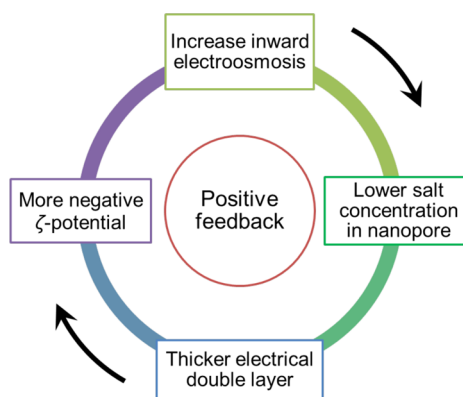 Increase inward
electroosmosis
Lower salt
concentration
in nanopore
Thicker electrical
double layer
More negative
ζ-potential
Positive
feedback